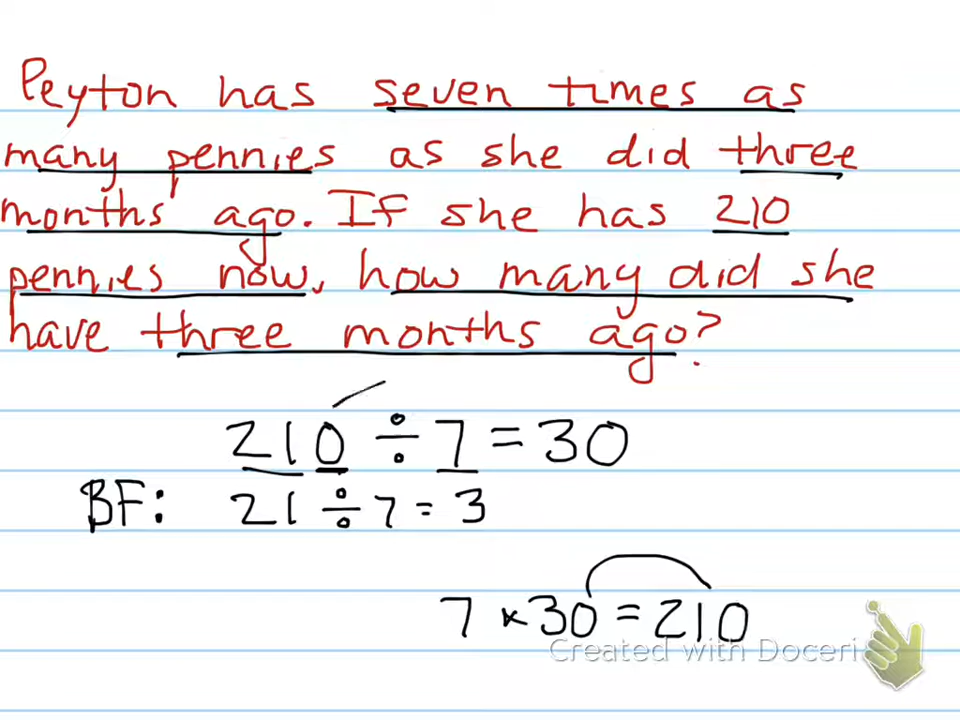 Peyton has seven times as
many pennies as she did three
months ago. If she has 210
pennies now, how many did she
have three months ago?
210 ÷ 7 = 30
BF: 21 ÷ 7 = 3
7 × 30 = 210
Created with Doceri